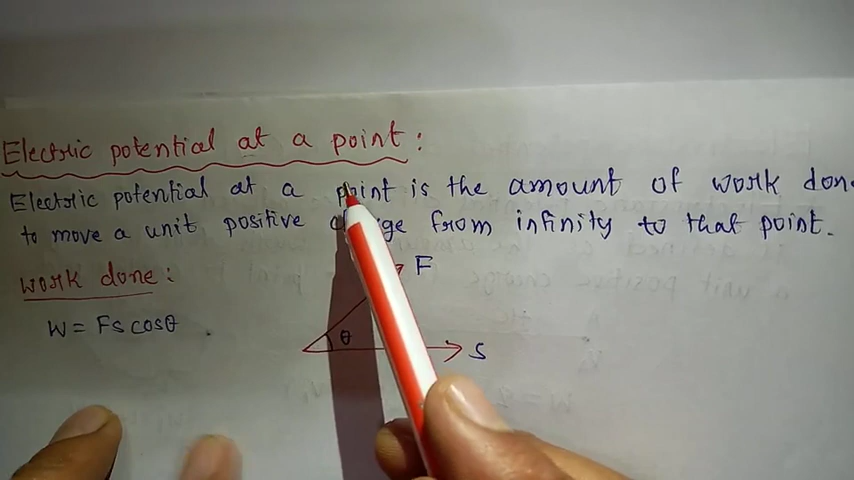 Electric potential at a point :
Electric potential at a point is the amount of work done
to move a unit positive charge from infinity to that point.
work done :
F
W = Fs cosθ .
θ
s